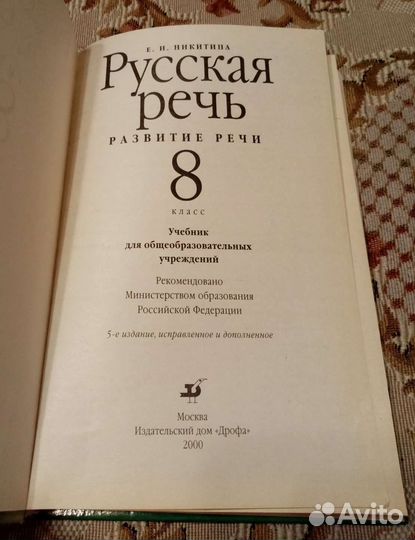 Е. И. НИКИТИНА
Русская
речь
РАЗВИТИЕ РЕЧИ
8
класс
Учебник
для общеобразовательных
учреждений
Рекомендовано
Министерством образования
Российской Федерации
5-е издание, исправленное и дополненное
Москва
Издательский дом «Дрофа»
2000
Avito